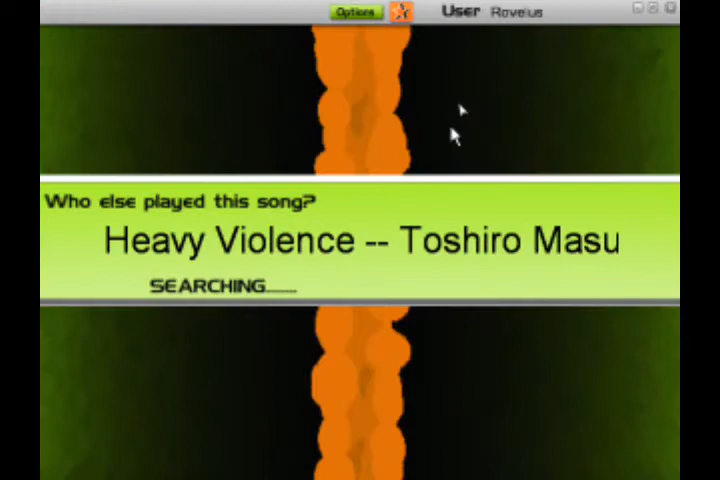 Options User Rovelus
Who else played this song?
Heavy Violence -- Toshiro Masu
SEARCHING......